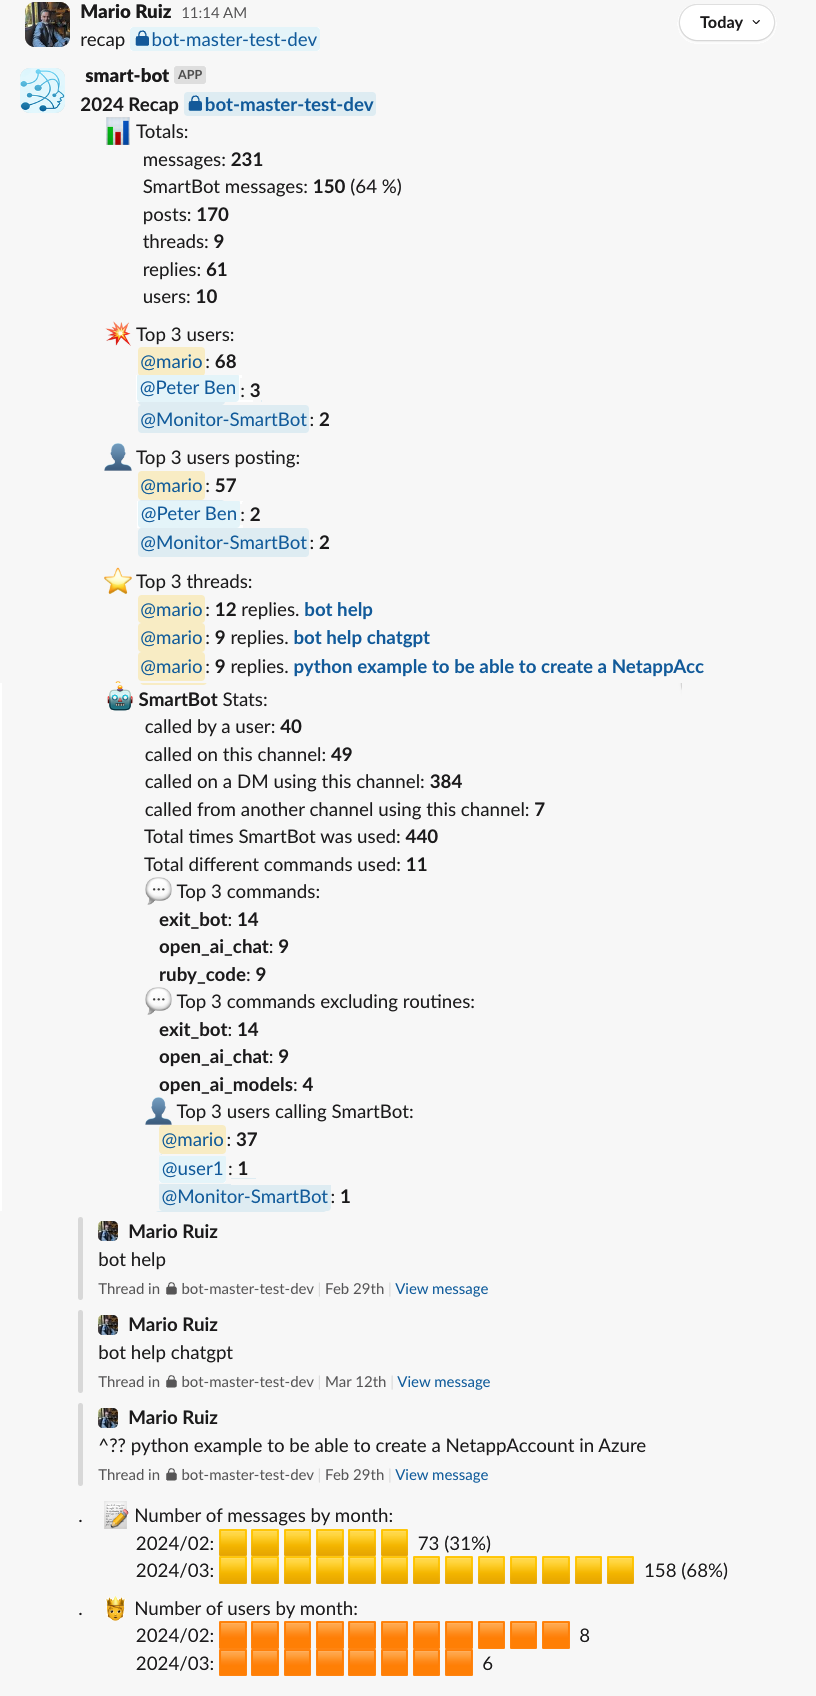 Mario Ruiz 11:14 AM
Today
recap bot-master-test-dev
smart-bot APP
2024 Recap bot-master-test-dev
Totals:
messages: 231
SmartBot messages: 150 (64 %)
posts: 170
threads: 9
replies: 61
users: 10
Top 3 users:
@mario: 68
@Peter Ben : 3
@Monitor-SmartBot: 2
Top 3 users posting:
@mario: 57
@Peter Ben : 2
@Monitor-SmartBot: 2
Top 3 threads:
@mario: 12 replies. bot help
@mario: 9 replies. bot help chatgpt
@mario: 9 replies. python example to be able to create a NetappAcc
SmartBot Stats:
called by a user: 40
called on this channel: 49
called on a DM using this channel: 384
called from another channel using this channel: 7
Total times SmartBot was used: 440
Total different commands used: 11
Top 3 commands:
exit_bot: 14
open_ai_chat: 9
ruby_code: 9
Top 3 commands excluding routines:
exit_bot: 14
open_ai_chat: 9
open_ai_models: 4
Top 3 users calling SmartBot:
@mario: 37
@user1 : 1
@Monitor-SmartBot: 1
Mario Ruiz
bot help
Thread in bot-master-test-dev | Feb 29th | View message
Mario Ruiz
bot help chatgpt
Thread in bot-master-test-dev | Mar 12th | View message
Mario Ruiz
^?? python example to be able to create a NetappAccount in Azure
Thread in bot-master-test-dev | Feb 29th | View message
. Number of messages by month:
2024/02: 73 (31%)
2024/03: 158 (68%)
. Number of users by month:
2024/02: 8
2024/03: 6